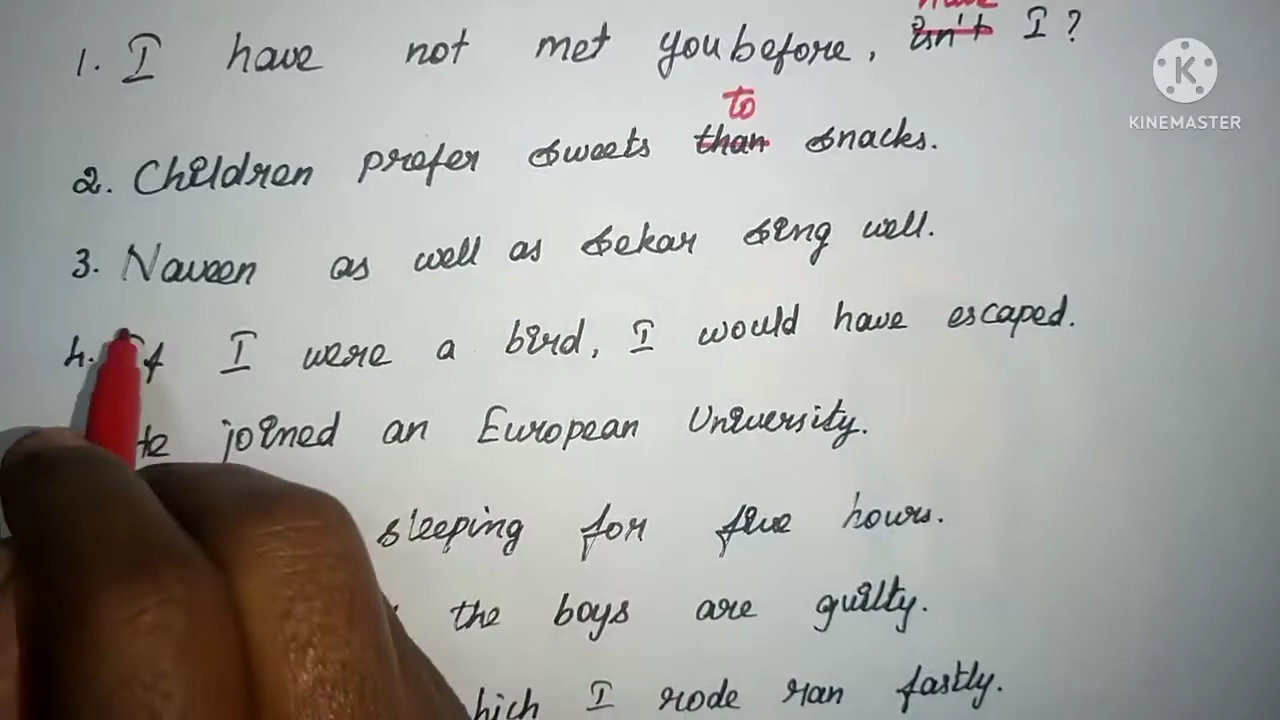 have
1. I have not met you before, isn't I?
to
2. Children prefer sweets than snacks.
3. Naveen as well as Sekar sing well.
4. If I were a bird, I would have escaped.
joined an European University.
sleeping for five hours.
the boys are guilty.
I rode ran fastly.
KINEMASTER